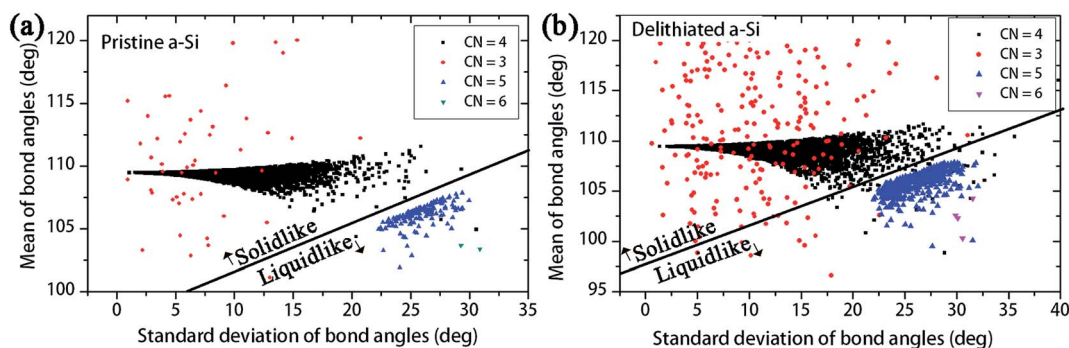 (a)
Pristine a-Si
CN = 4
CN = 3
CN = 5
CN = 6
↑Solidlike
Liquidlike↓
Mean of bond angles (deg)
120
115
110
105
100
0 5 10 15 20 25 30 35
Standard deviation of bond angles (deg)
(b)
Delithiated a-Si
CN = 4
CN = 3
CN = 5
CN = 6
↑Solidlike
Liquidlike↓
Mean of bond angles (deg)
120
115
110
105
100
95
0 5 10 15 20 25 30 35 40
Standard deviation of bond angles (deg)